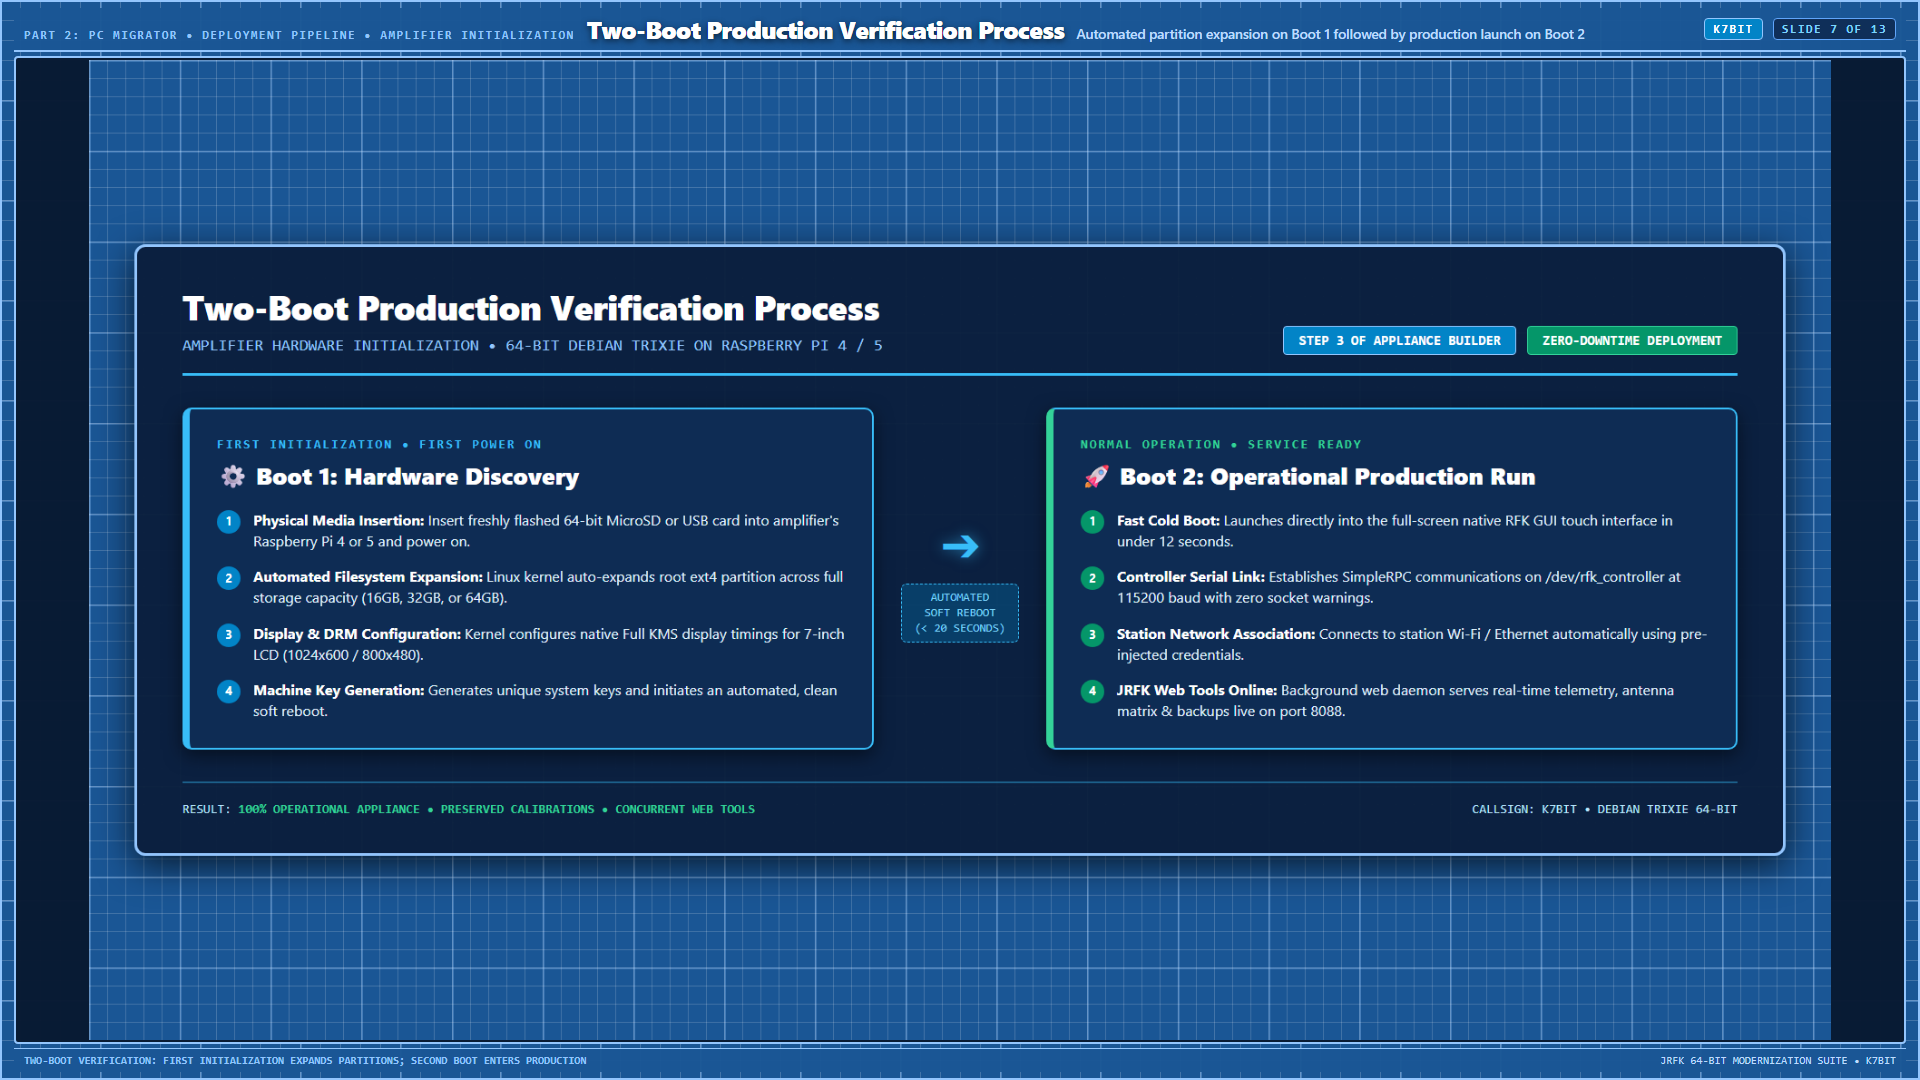 PART 2: PC MIGRATOR • DEPLOYMENT PIPELINE • AMPLIFIER INITIALIZATION
Two-Boot Production Verification Process
Automated partition expansion on Boot 1 followed by production launch on Boot 2
K7BIT
SLIDE 7 OF 13
Two-Boot Production Verification Process
AMPLIFIER HARDWARE INITIALIZATION • 64-BIT DEBIAN TRIXIE ON RASPBERRY PI 4 / 5
STEP 3 OF APPLIANCE BUILDER
ZERO-DOWNTIME DEPLOYMENT
FIRST INITIALIZATION • FIRST POWER ON
Boot 1: Hardware Discovery
1 Physical Media Insertion: Insert freshly flashed 64-bit MicroSD or USB card into amplifier's
Raspberry Pi 4 or 5 and power on.
2 Automated Filesystem Expansion: Linux kernel auto-expands root ext4 partition across full
storage capacity (16GB, 32GB, or 64GB).
3 Display & DRM Configuration: Kernel configures native Full KMS display timings for 7-inch
LCD (1024x600 / 800x480).
4 Machine Key Generation: Generates unique system keys and initiates an automated, clean
soft reboot.
➔
AUTOMATED
SOFT REBOOT
(< 20 SECONDS)
NORMAL OPERATION • SERVICE READY
Boot 2: Operational Production Run
1 Fast Cold Boot: Launches directly into the full-screen native RFK GUI touch interface in
under 12 seconds.
2 Controller Serial Link: Establishes SimpleRPC communications on /dev/rfk_controller at
115200 baud with zero socket warnings.
3 Station Network Association: Connects to station Wi-Fi / Ethernet automatically using pre-
injected credentials.
4 JRFK Web Tools Online: Background web daemon serves real-time telemetry, antenna
matrix & backups live on port 8088.
RESULT: 100% OPERATIONAL APPLIANCE • PRESERVED CALIBRATIONS • CONCURRENT WEB TOOLS
CALLSIGN: K7BIT • DEBIAN TRIXIE 64-BIT
TWO-BOOT VERIFICATION: FIRST INITIALIZATION EXPANDS PARTITIONS; SECOND BOOT ENTERS PRODUCTION
JRFK 64-BIT MODERNIZATION SUITE • K7BIT